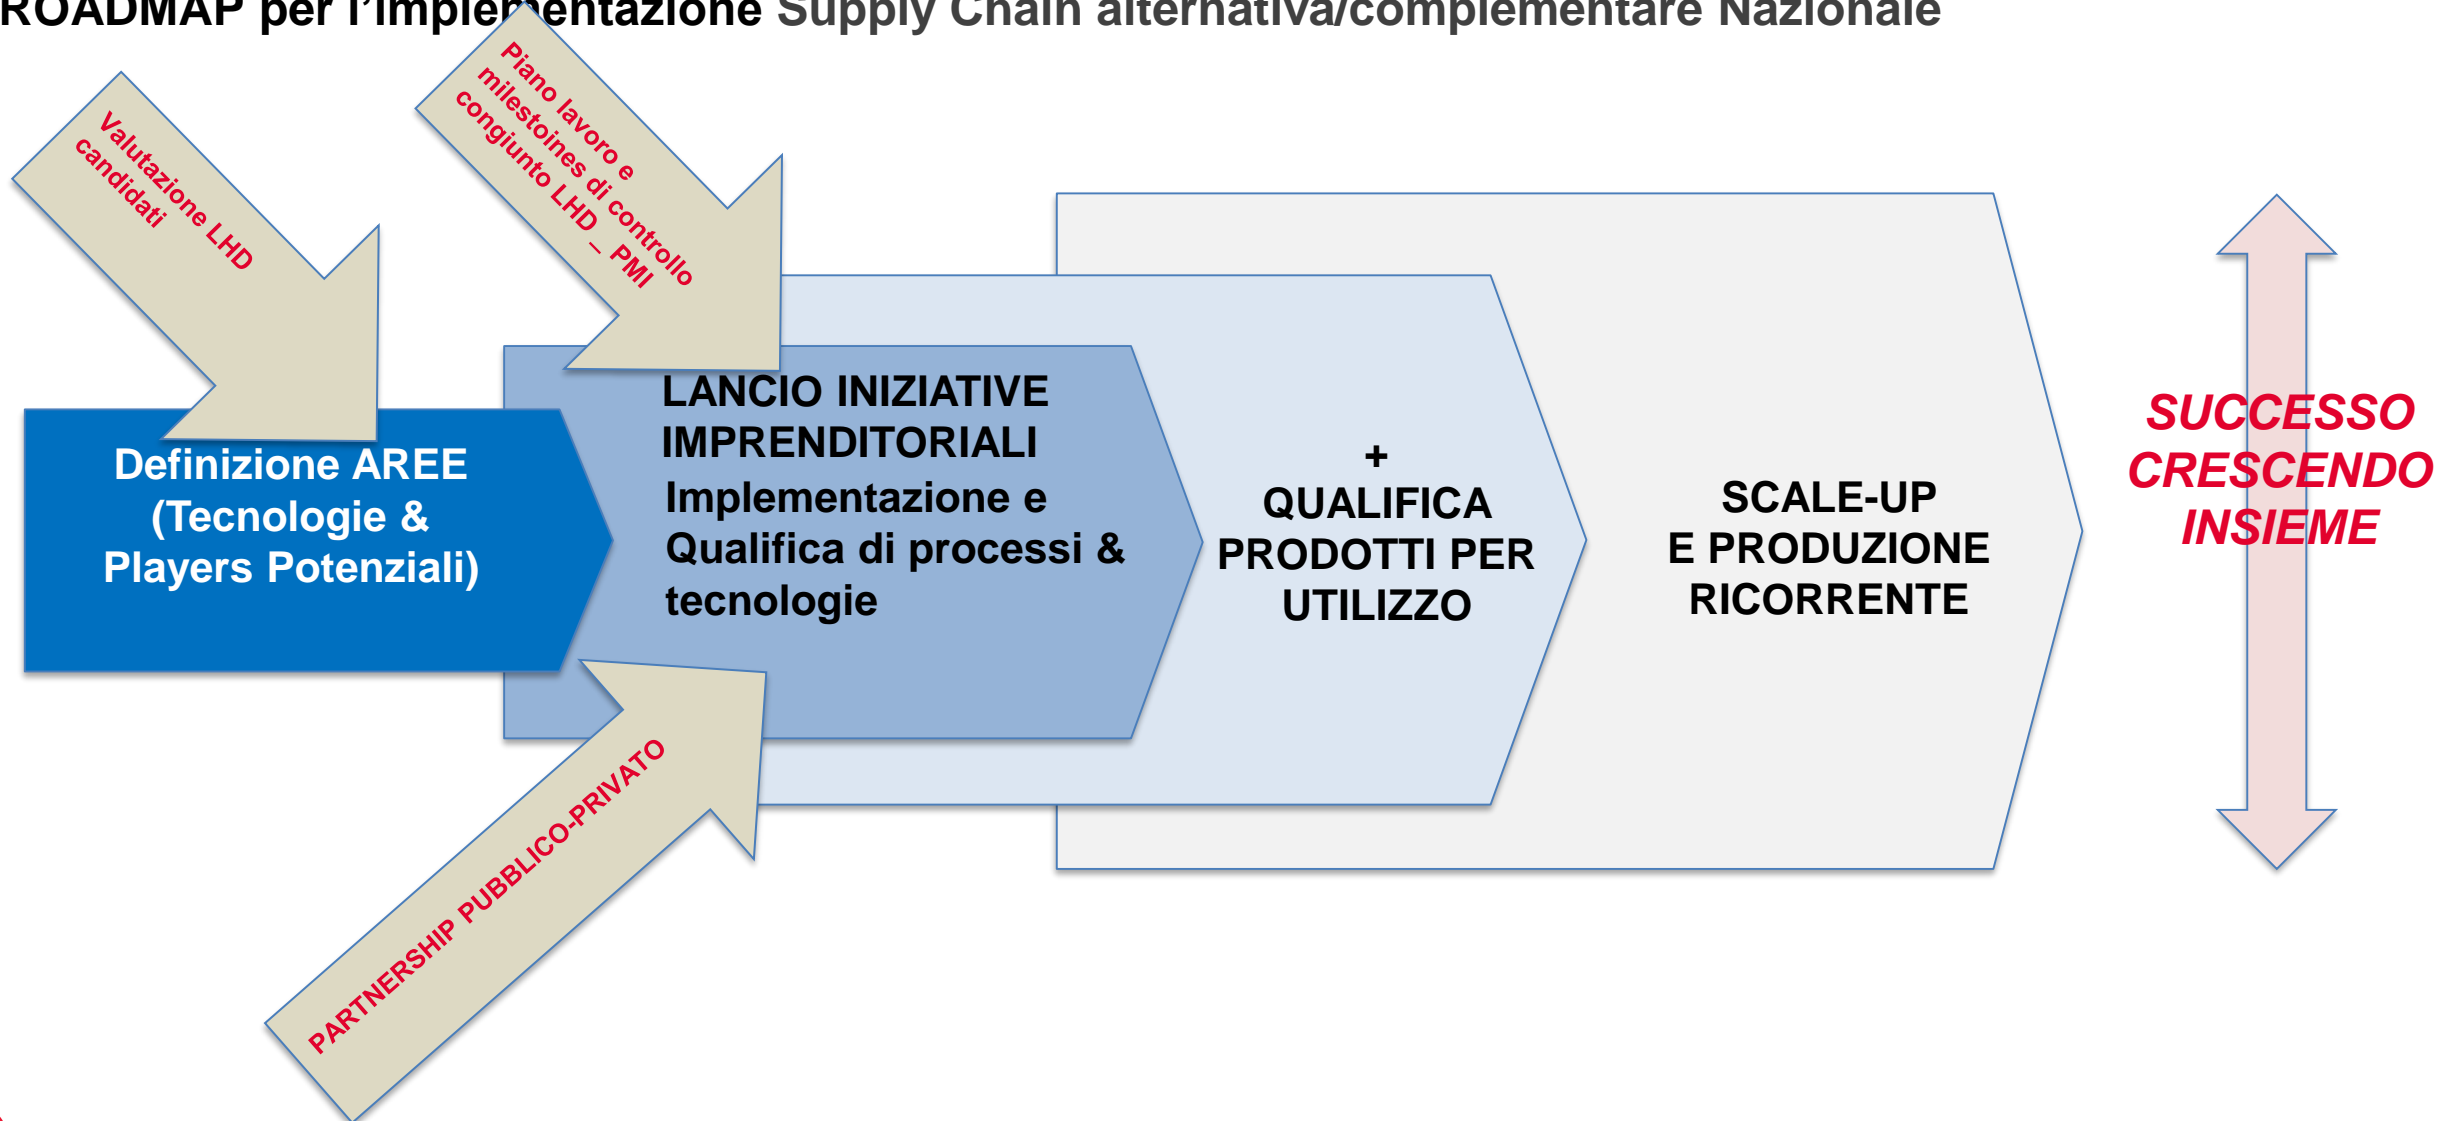 ROADMAP per l'implementazione Supply Chain alternativa/complementare Nazionale
Valutazione LHD
candidati
Piano lavoro e
milestoines di controllo
congiunto LHD_ PMI
Definizione AREE
(Tecnologie &
Players Potenziali)
LANCIO INIZIATIVE
IMPRENDITORIALI
Implementazione e
Qualifica di processi &
tecnologie
+
QUALIFICA
PRODOTTI PER
UTILIZZO
SCALE-UP
E PRODUZIONE
RICORRENTE
SUCCESSO
CRESCENDO
INSIEME
PARTNERSHIP PUBBLICO-PRIVATO